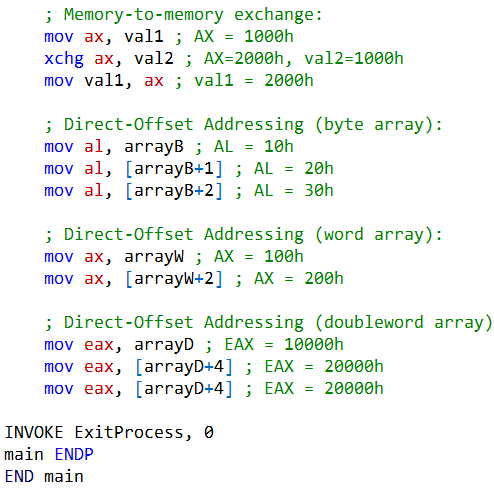 ; Memory-to-memory exchange:
mov ax, val1 ; AX = 1000h
xchg ax, val2 ; AX=2000h, val2=1000h
mov val1, ax ; val1 = 2000h
; Direct-Offset Addressing (byte array):
mov al, arrayB ; AL = 10h
mov al, [arrayB+1] ; AL = 20h
mov al, [arrayB+2] ; AL = 30h
; Direct-Offset Addressing (word array):
mov ax, arrayW ; AX = 100h
mov ax, [arrayW+2] ; AX = 200h
; Direct-Offset Addressing (doubleword array)
mov eax, arrayD ; EAX = 10000h
mov eax, [arrayD+4] ; EAX = 20000h
mov eax, [arrayD+4] ; EAX = 20000h
INVOKE ExitProcess, 0
main ENDP
END main